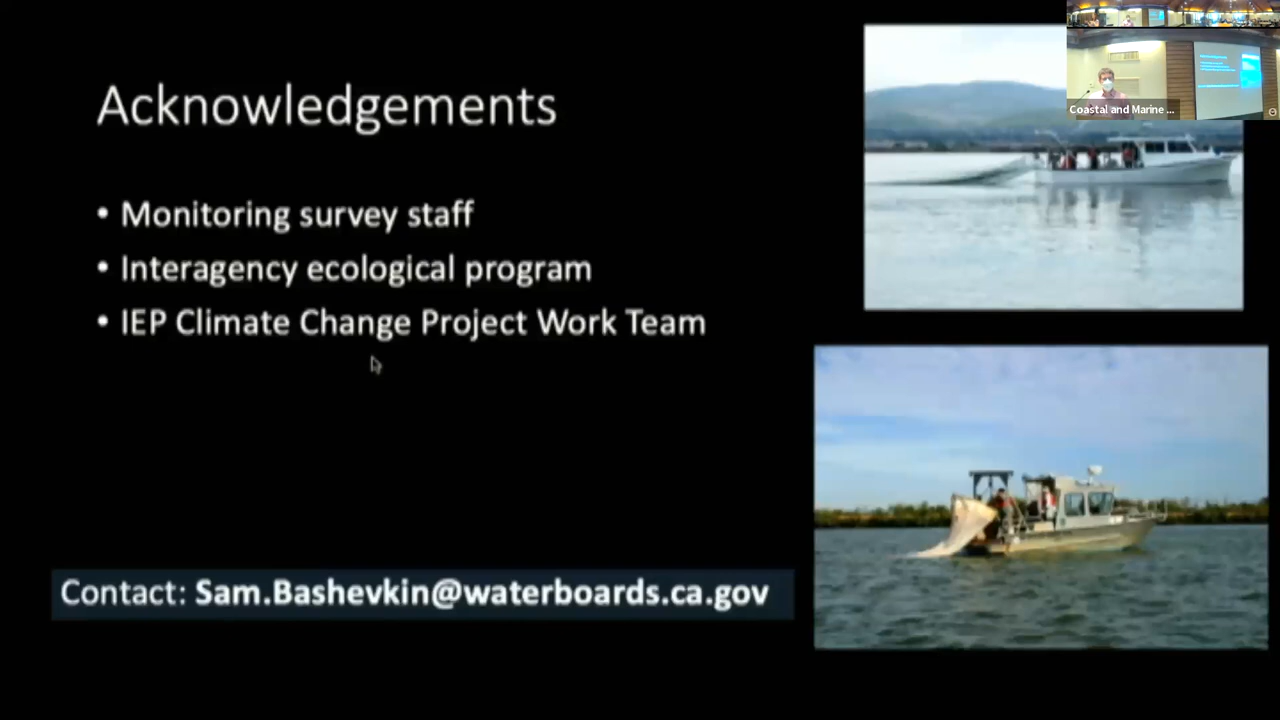 Acknowledgements
• Monitoring survey staff
• Interagency ecological program
• IEP Climate Change Project Work Team
Contact: Sam.Bashevkin@waterboards.ca.gov
Coastal and Marine ...